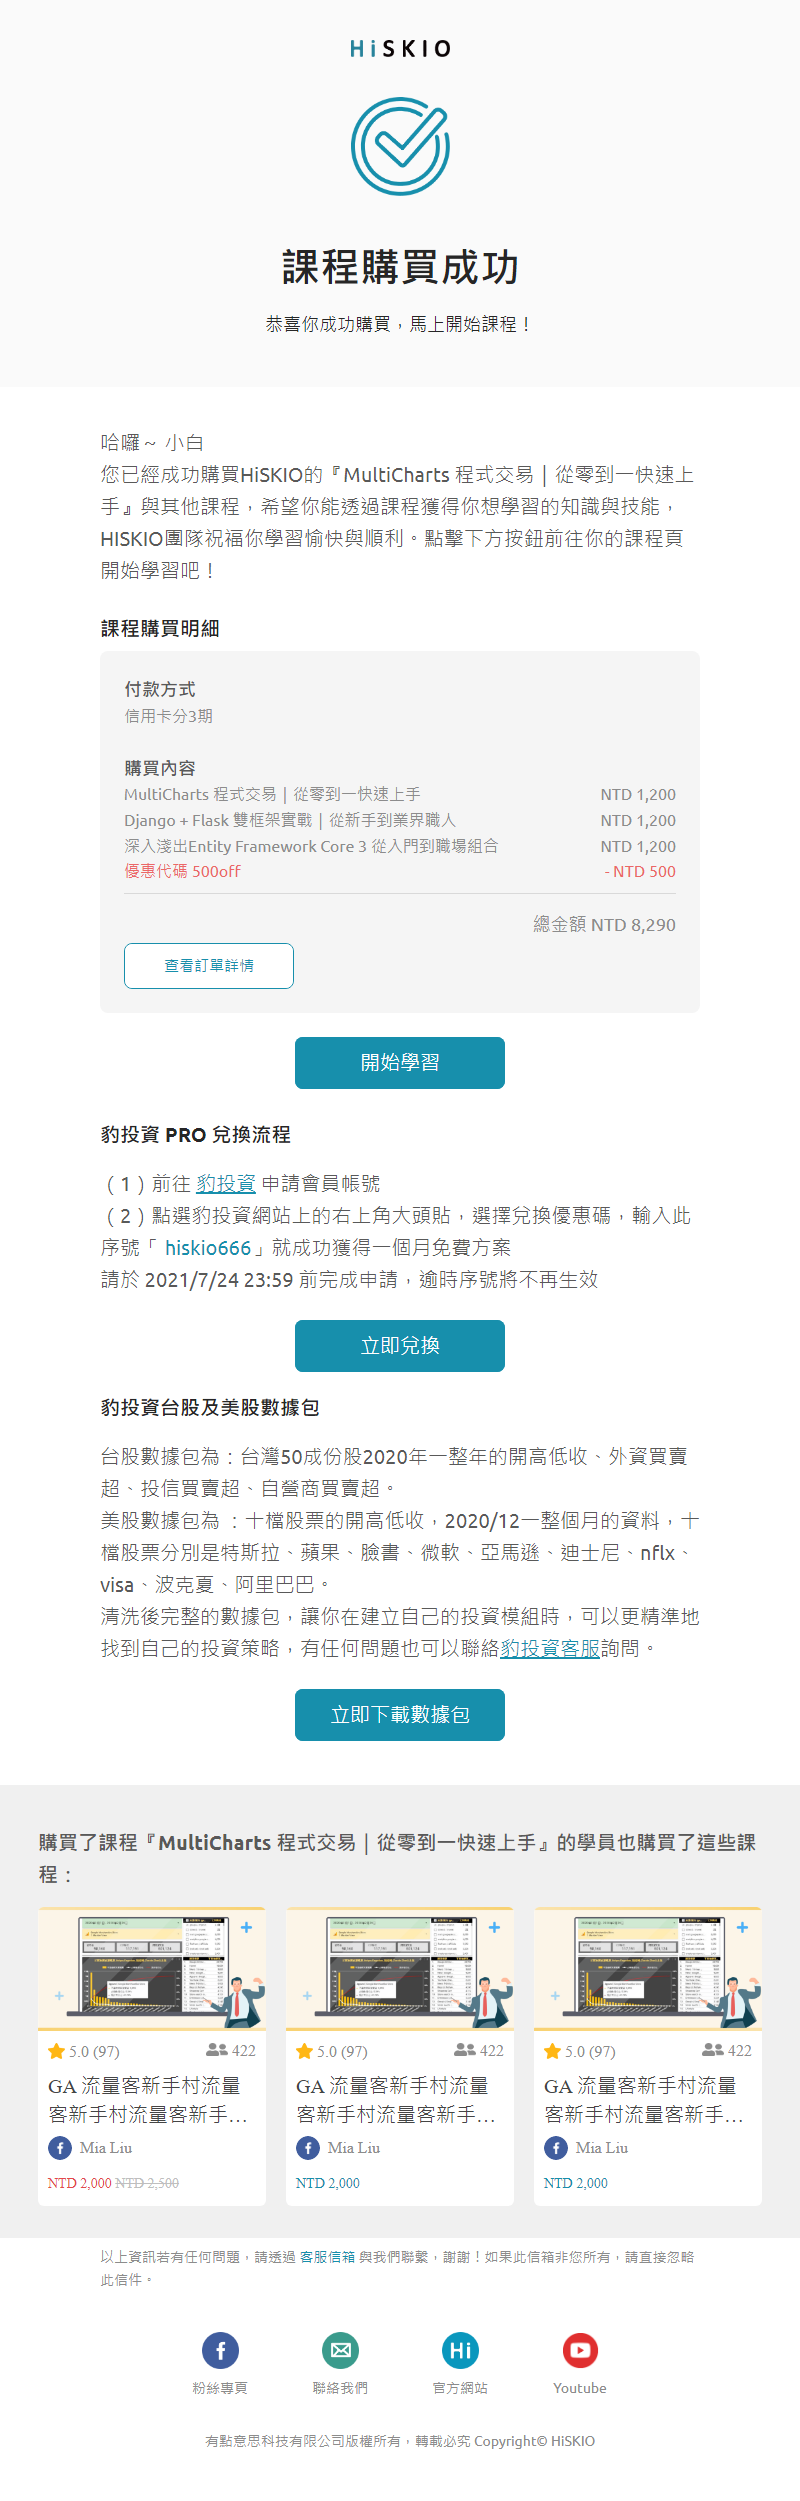 HiSKIO
課程購買成功
恭喜你成功購買，馬上開始課程！
哈囉～ 小白
您已經成功購買HiSKIO的『MultiCharts 程式交易｜從零到一快速上
手』與其他課程，希望你能透過課程獲得你想學習的知識與技能，
HISKIO團隊祝福你學習愉快與順利。點擊下方按鈕前往你的課程頁
開始學習吧！
課程購買明細
付款方式
信用卡分3期
購買內容
MultiCharts 程式交易｜從零到一快速上手 NTD 1,200
Django + Flask 雙框架實戰｜從新手到業界職人 NTD 1,200
深入淺出Entity Framework Core 3 從入門到職場組合 NTD 1,200
優惠代碼 500off - NTD 500
總金額 NTD 8,290
查看訂單詳情
開始學習
豹投資 PRO 兌換流程
（1）前往 豹投資 申請會員帳號
（2）點選豹投資網站上的右上角大頭貼，選擇兌換優惠碼，輸入此
序號「 hiskio666」就成功獲得一個月免費方案
請於 2021/7/24 23:59 前完成申請，逾時序號將不再生效
立即兌換
豹投資台股及美股數據包
台股數據包為：台灣50成份股2020年一整年的開高低收、外資買賣
超、投信買賣超、自營商買賣超。
美股數據包為 ：十檔股票的開高低收，2020/12一整個月的資料，十
檔股票分別是特斯拉、蘋果、臉書、微軟、亞馬遜、迪士尼、nflx、
visa、波克夏、阿里巴巴。
清洗後完整的數據包，讓你在建立自己的投資模組時，可以更精準地
找到自己的投資策略，有任何問題也可以聯絡豹投資客服詢問。
立即下載數據包
購買了課程『MultiCharts 程式交易｜從零到一快速上手』的學員也購買了這些課
程：
5.0 (97) 422
GA 流量客新手村流量
客新手村流量客新手...
Mia Liu
NTD 2,000 NTD 2,500
5.0 (97) 422
GA 流量客新手村流量
客新手村流量客新手...
Mia Liu
NTD 2,000
5.0 (97) 422
GA 流量客新手村流量
客新手村流量客新手...
Mia Liu
NTD 2,000
以上資訊若有任何問題，請透過 客服信箱 與我們聯繫，謝謝！如果此信箱非您所有，請直接忽略
此信件。
Hi
粉絲專頁 聯絡我們 官方網站 Youtube
有點意思科技有限公司版權所有，轉載必究 Copyright© HiSKIO